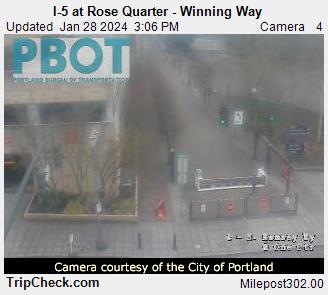 I-5 at Rose Quarter - Winning Way
Updated Jan 28 2024 3:06 PM Camera 4
PBOT
PORTLAND BUREAU OF TRANSPORTATION
Camera courtesy of the City of Portland
TripCheck.com Milepost302.00